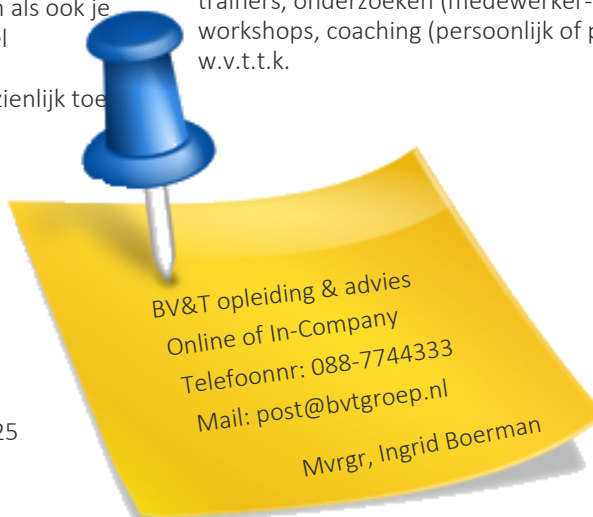 n als ook je
el
zienlijk toe
trainers, onderzoeken (medewerker-
workshops, coaching (persoonlijk of p
w.v.t.t.k.
BV&T opleiding & advies
Online of In-Company
Telefoonnr: 088-7744333
Mail: post@bvtgroep.nl
Mvrgr, Ingrid Boerman
25